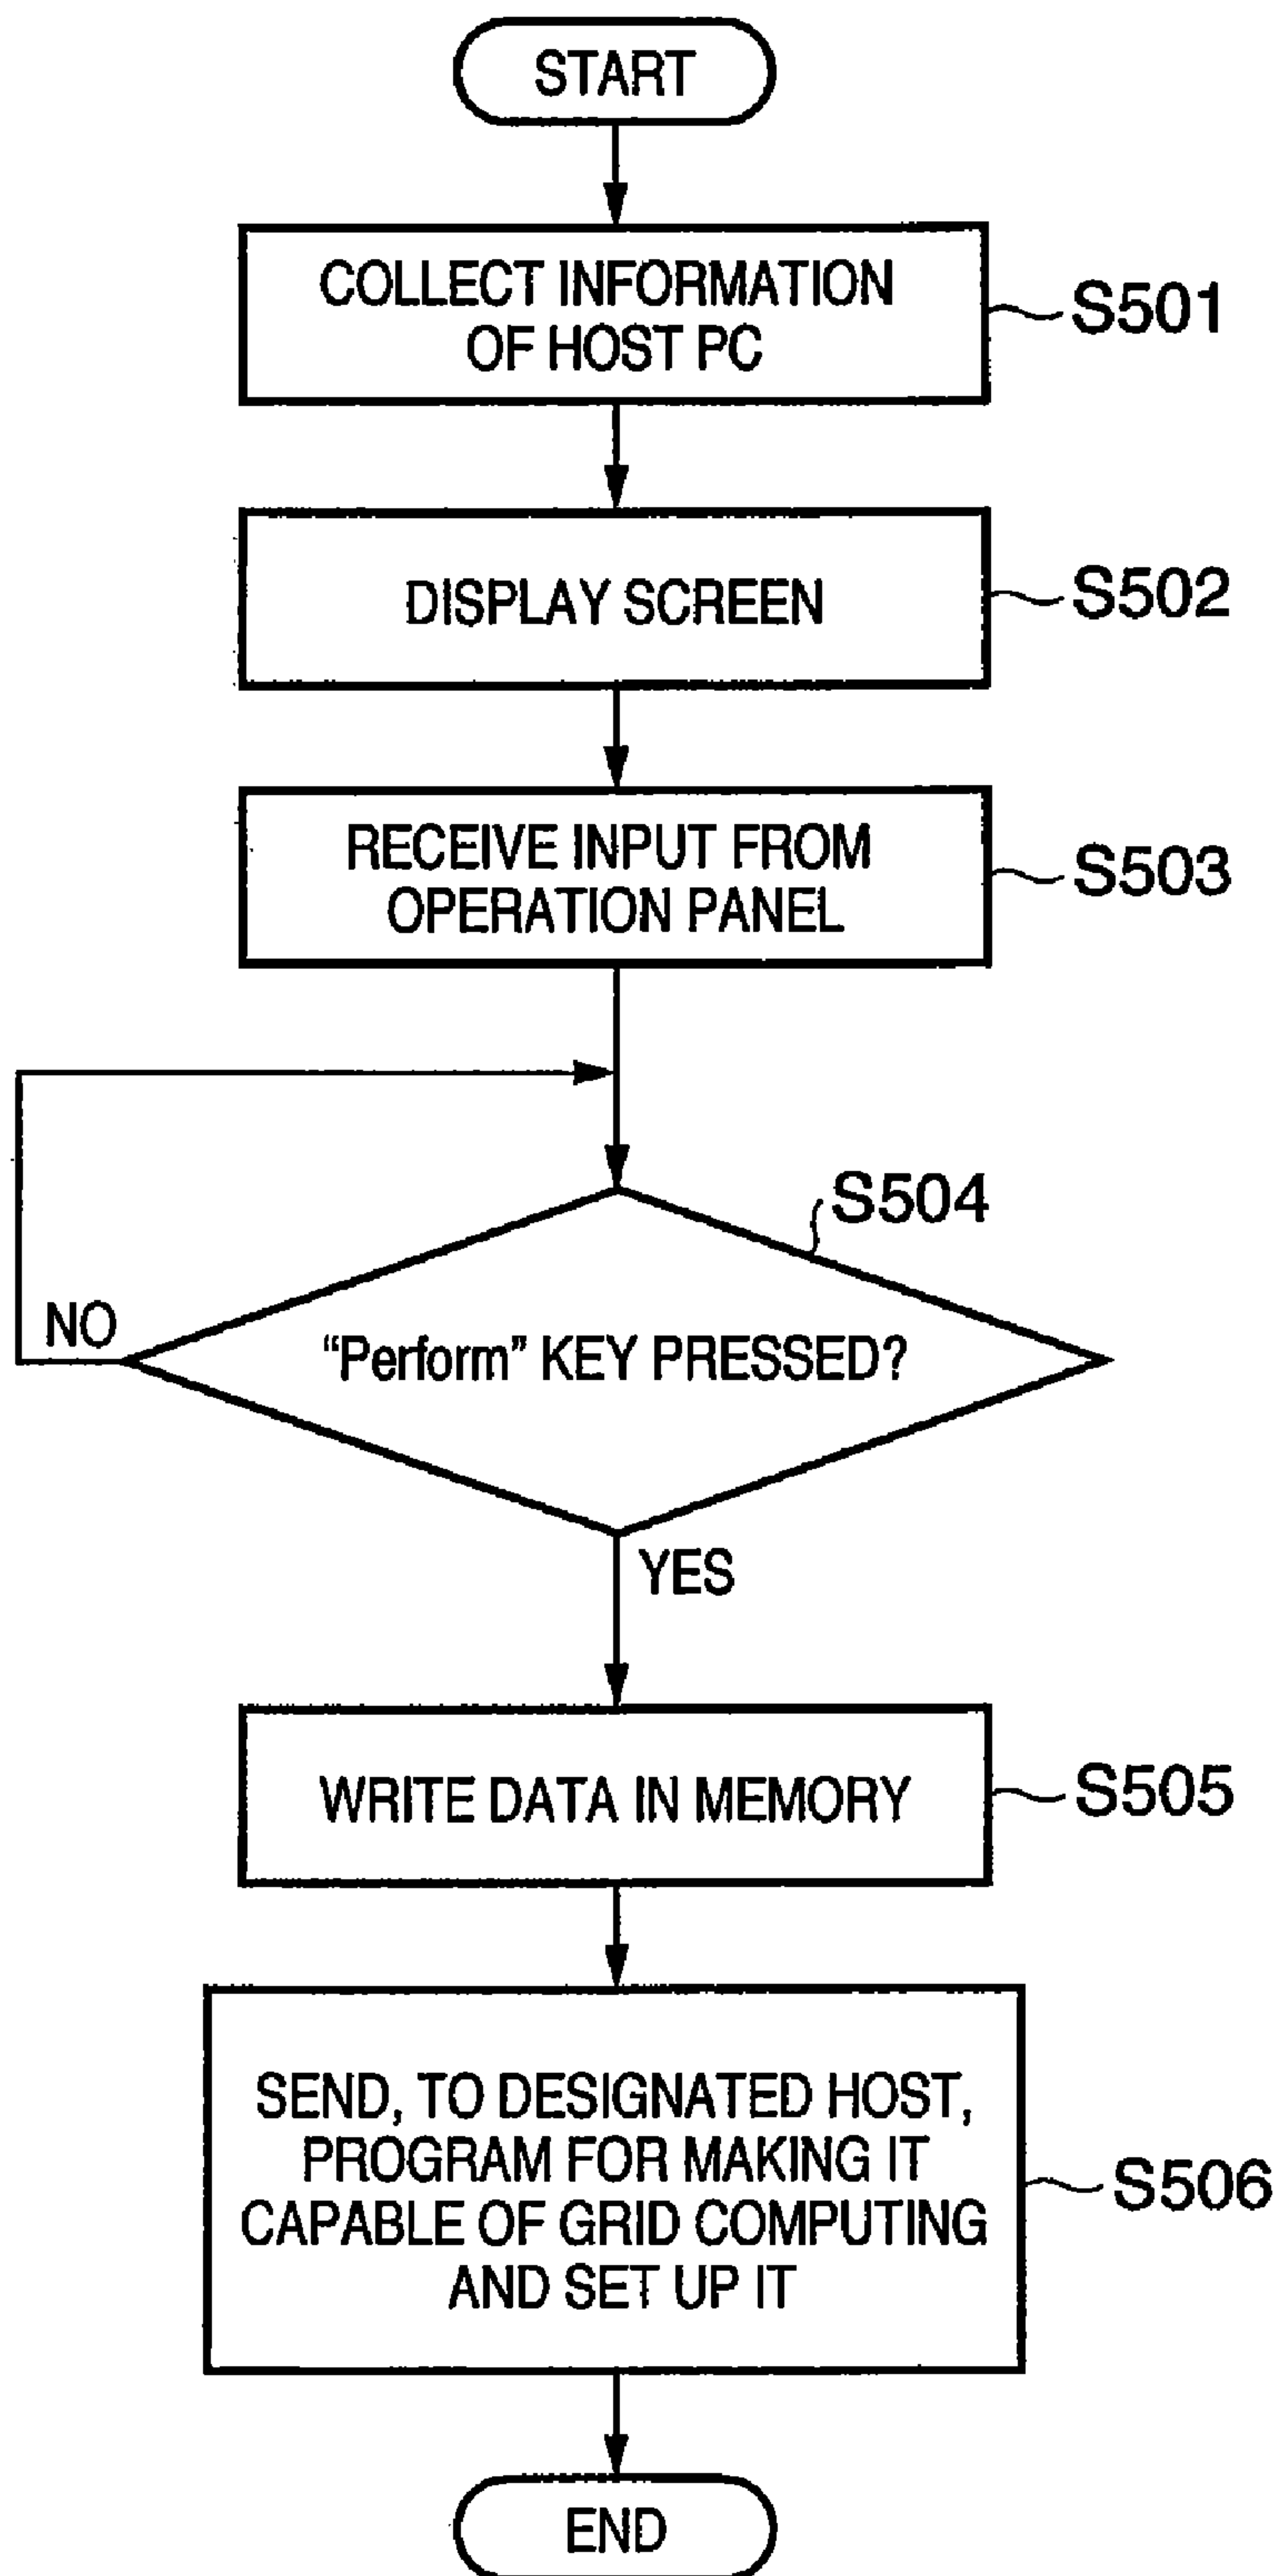 START
COLLECT INFORMATION
OF HOST PC
S501
DISPLAY SCREEN
S502
RECEIVE INPUT FROM
OPERATION PANEL
S503
S504
NO
“Perform” KEY PRESSED?
YES
WRITE DATA IN MEMORY
S505
SEND, TO DESIGNATED HOST,
PROGRAM FOR MAKING IT
CAPABLE OF GRID COMPUTING
AND SET UP IT
S506
END